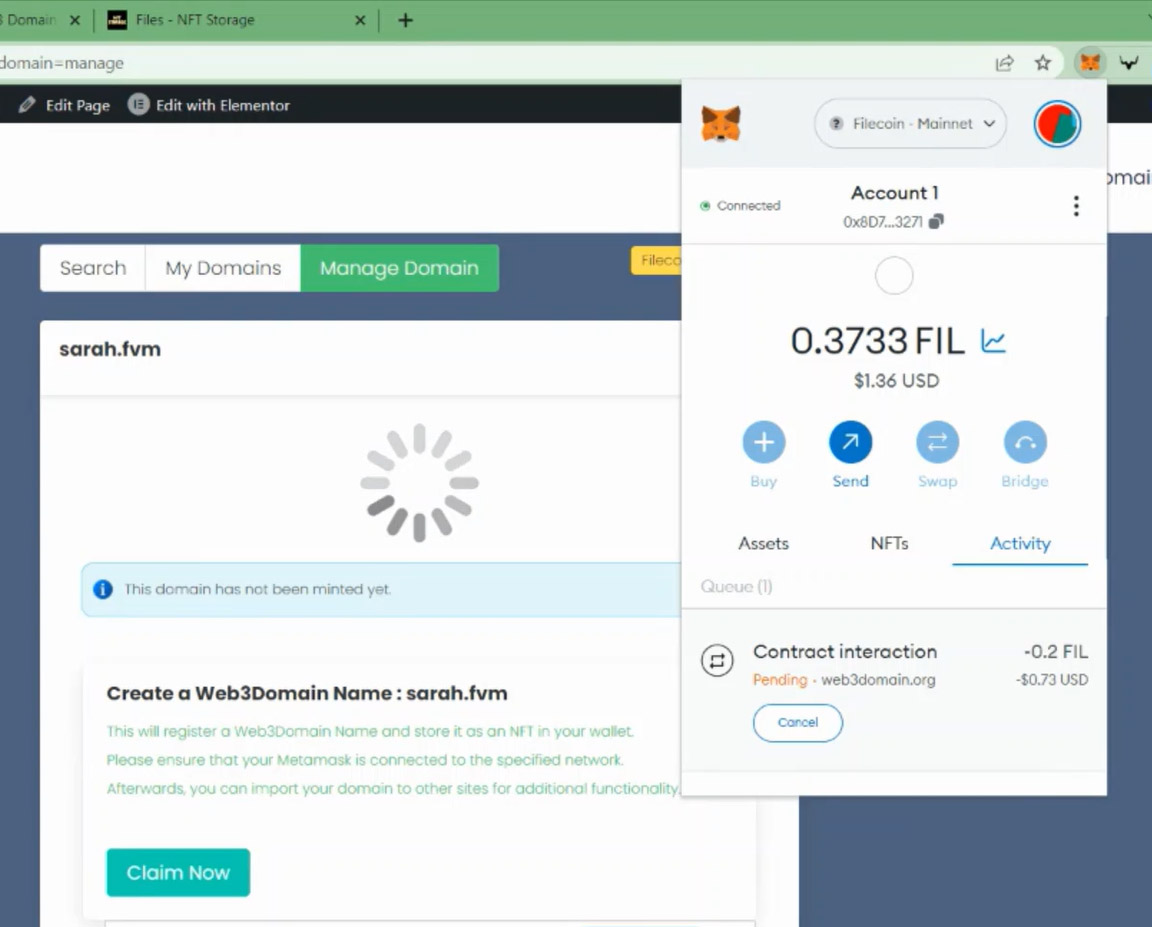 Domain
Files - NFT Storage
domain=manage
Edit Page
Edit with Elementor
Filecoin - Mainnet
Connected
Account 1
0x8D7...3271
Search
My Domains
Manage Domain
sarah.fvm
0.3733 FIL
$1.36 USD
Buy
Send
Swap
Bridge
Assets
NFTs
Activity
Queue (1)
Contract interaction
-0.2 FIL
Pending - web3domain.org
-$0.73 USD
Cancel
This domain has not been minted yet.
Create a Web3Domain Name : sarah.fvm
This will register a Web3Domain Name and store it as an NFT in your wallet.
Please ensure that your Metamask is connected to the specified network.
Afterwards, you can import your domain to other sites for additional functionality.
Claim Now